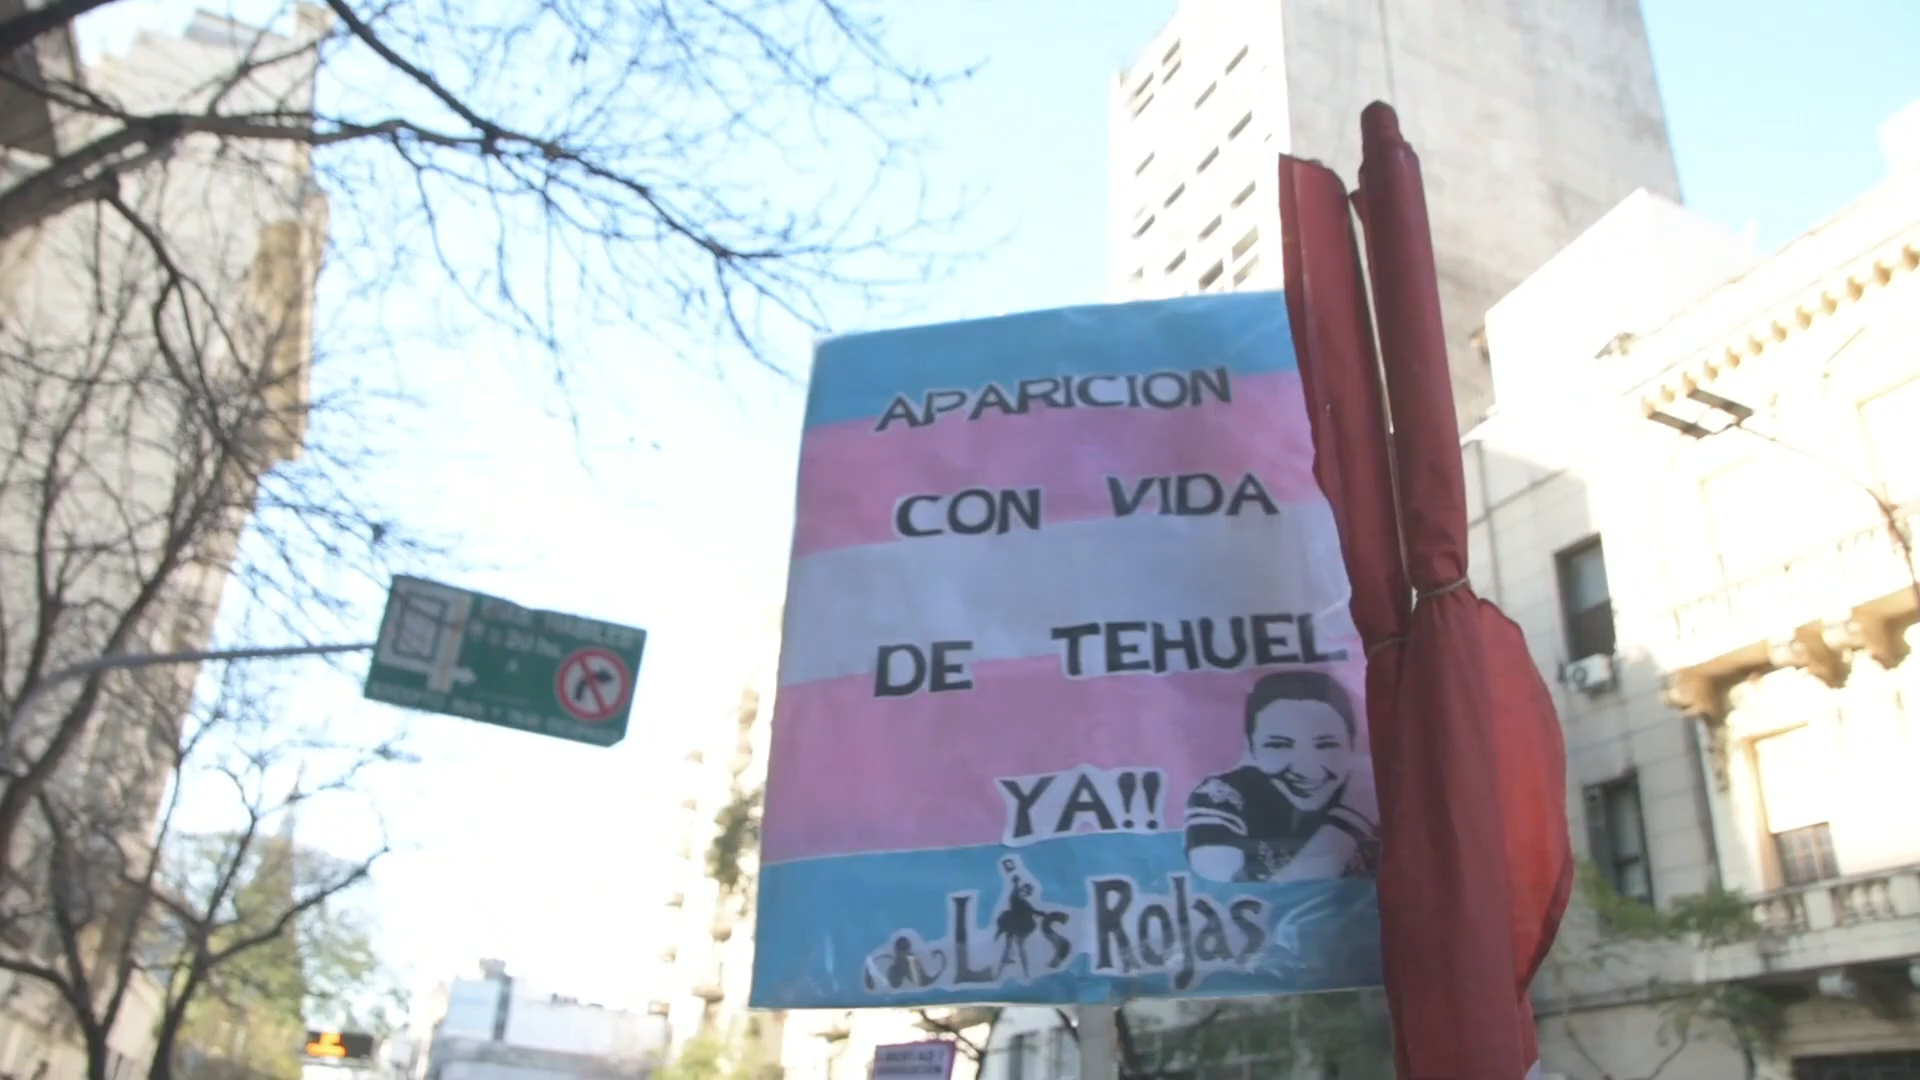 APARICION
CON VIDA
DE TEHUEL
YA!!
LAS ROJAS